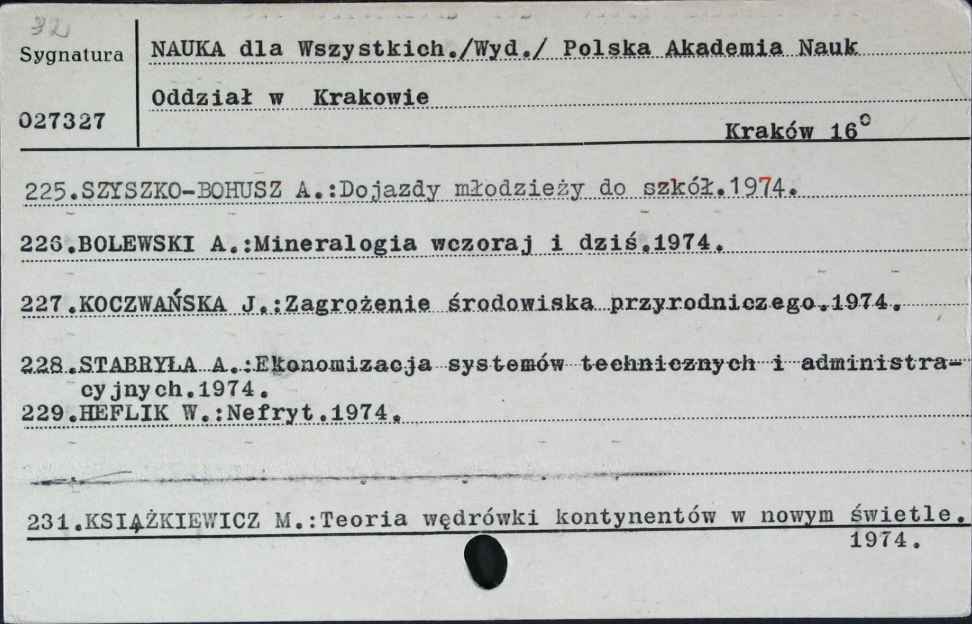 32
Sygnatura
NAUKA dla Wszystkich./Wyd./ Polska Akademia Nauk
Oddział w Krakowie
027327
Kraków 16°
225.SZYSZKO-BOHUSZ A.:Dojazdy młodzieży do szkół.1974.
226.BOLEWSKI A.:Mineralogia wczoraj i dziś.1974.
227.KOCZWAŃSKA J.:Zagrożenie środowiska przyrodniczego.1974.
228.STABRYŁA A.:Ekonomizacja systemów technicznych i administra-
cyjnych.1974.
229.HEFLIK W.:Nefryt.1974.
231.KSIĄŻKIEWICZ M.:Teoria wędrówki kontynentów w nowym świetle.
1974.